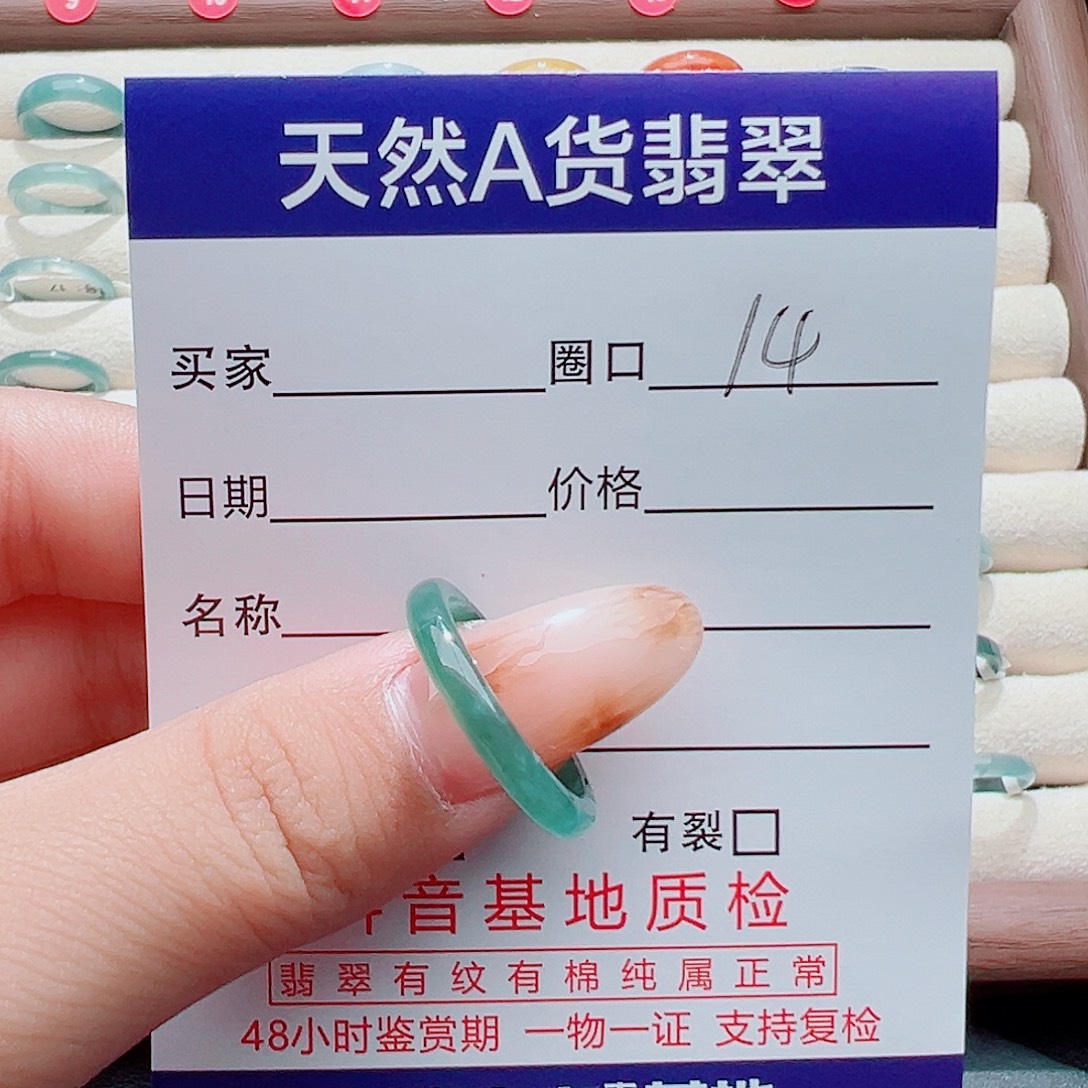 天然A货翡翠
买家 圈口 14
日期 价格
名称
有裂
音基地质检
翡翠有纹有棉纯属正常
48小时鉴赏期 一物一证 支持复检